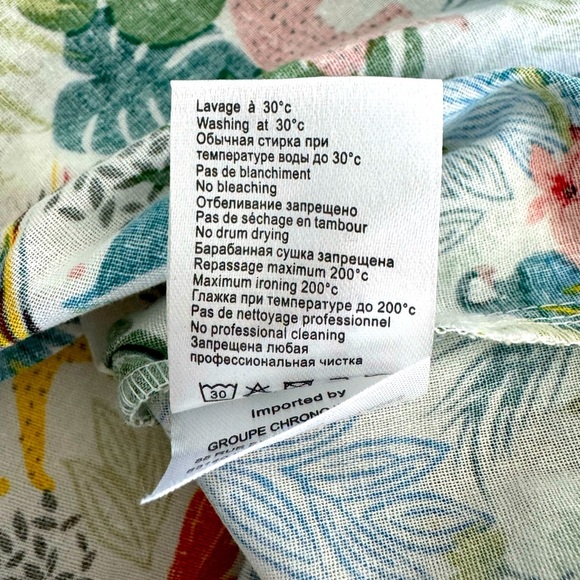 Lavage à 30°c
Washing at 30°c
Обычная стирка при
температуре воды до 30°c
Pas de blanchiment
No bleaching
Отбеливание запрещено
Pas de séchage en tambour
No drum drying
Барабанная сушка запрещена
Repassage maximum 200°c
Maximum ironing 200°c
Глажка при температуре до 200°c
Pas de nettoyage professionnel
No professional cleaning
Запрещена любая
профессиональная чистка
30
Imported by
GROUPE